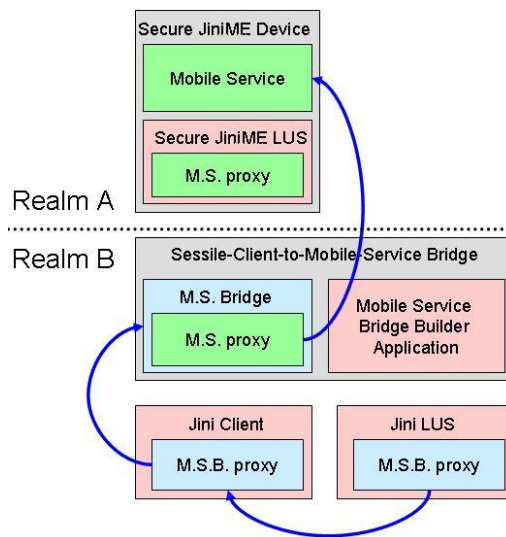 Secure JiniME Device
Mobile Service
Secure JiniME LUS
M.S. proxy
Realm A
Realm B
Sessile-Client-to-Mobile-Service Bridge
M.S. Bridge
M.S. proxy
Mobile Service
Bridge Builder
Application
Jini Client
M.S.B. proxy
Jini LUS
M.S.B. proxy